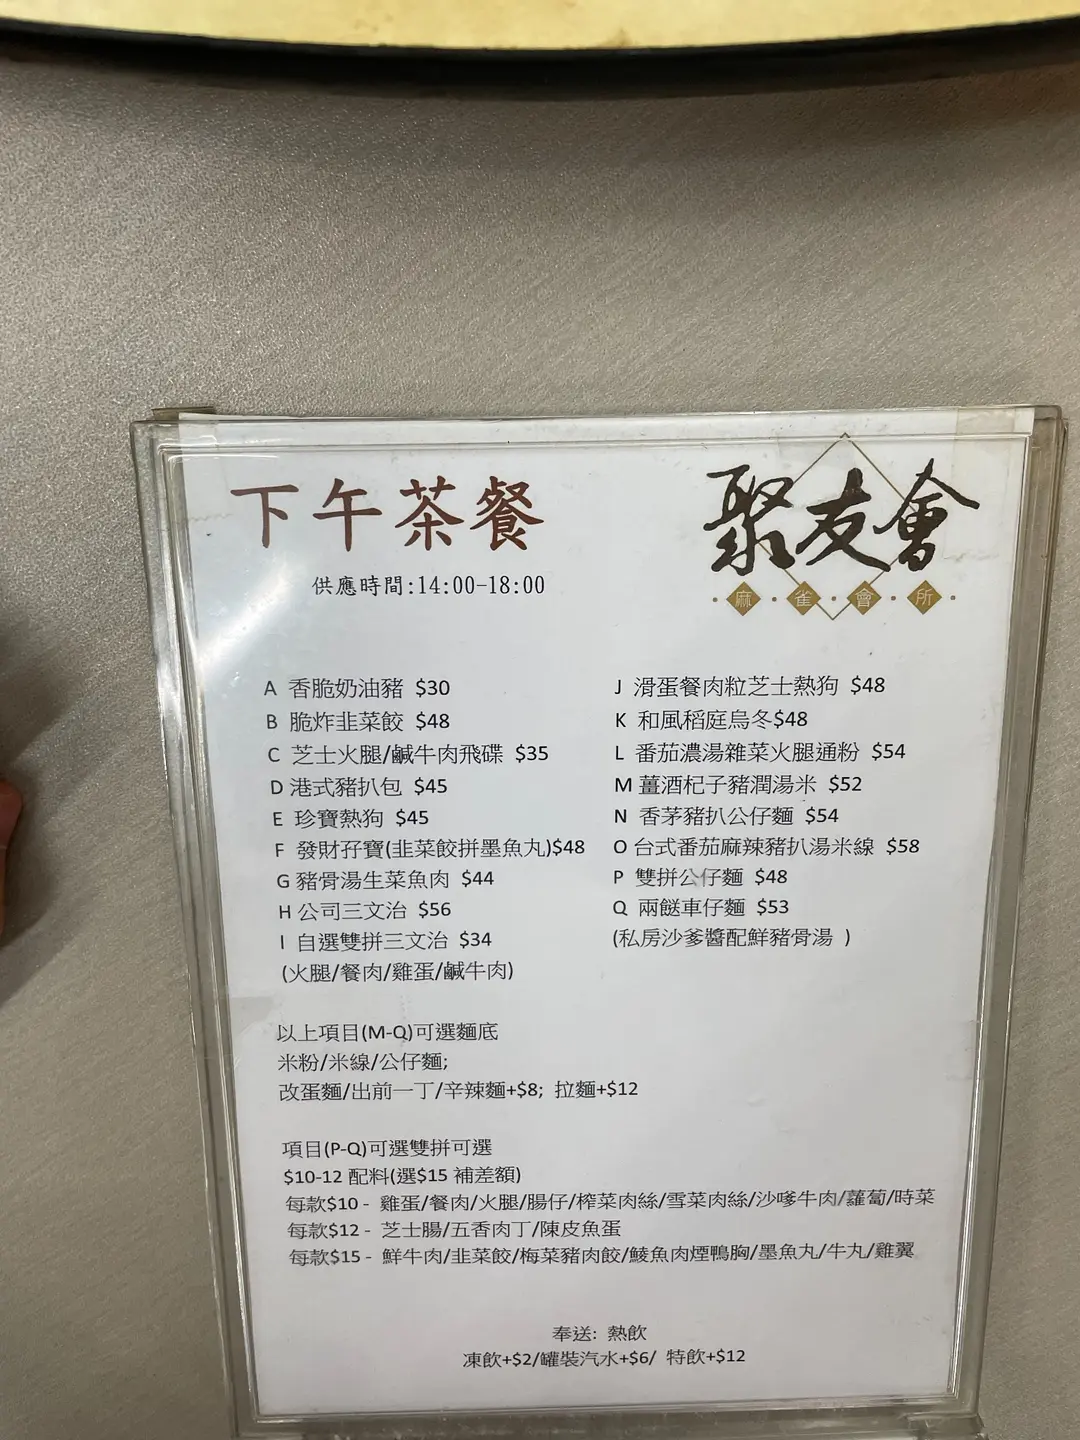 下午茶餐
聚友會
麻雀會所
供應時間:14:00-18:00
A 香脆奶油豬 $30
B 脆炸韭菜餃 $48
C 芝士火腿/鹹牛肉飛碟 $35
D 港式豬扒包 $45
E 珍寶熱狗 $45
F 發財孖寶(韭菜餃拼墨魚丸)$48
G 豬骨湯生菜魚肉 $44
H 公司三文治 $56
I 自選雙拼三文治 $34
(火腿/餐肉/雞蛋/鹹牛肉)
J 滑蛋餐肉粒芝士熱狗 $48
K 和風稻庭烏冬$48
L 番茄濃湯雜菜火腿通粉 $54
M 薑酒杞子豬潤湯米 $52
N 香茅豬扒公仔麵 $54
O 台式番茄麻辣豬扒湯米線 $58
P 雙拼公仔麵 $48
Q 兩餸車仔麵 $53
(私房沙爹醬配鮮豬骨湯 )
以上項目(M-Q)可選麵底
米粉/米線/公仔麵;
改蛋麵/出前一丁/辛辣麵+$8; 拉麵+$12
項目(P-Q)可選雙拼可選
$10-12 配料(選$15 補差額)
每款$10 - 雞蛋/餐肉/火腿/腸仔/榨菜肉絲/雪菜肉絲/沙嗲牛肉/蘿蔔/時菜
每款$12 - 芝士腸/五香肉丁/陳皮魚蛋
每款$15 - 鮮牛肉/韭菜餃/梅菜豬肉餃/鯪魚肉煙鴨胸/墨魚丸/牛丸/雞翼
奉送: 熱飲
凍飲+$2/罐裝汽水+$6/ 特飲+$12